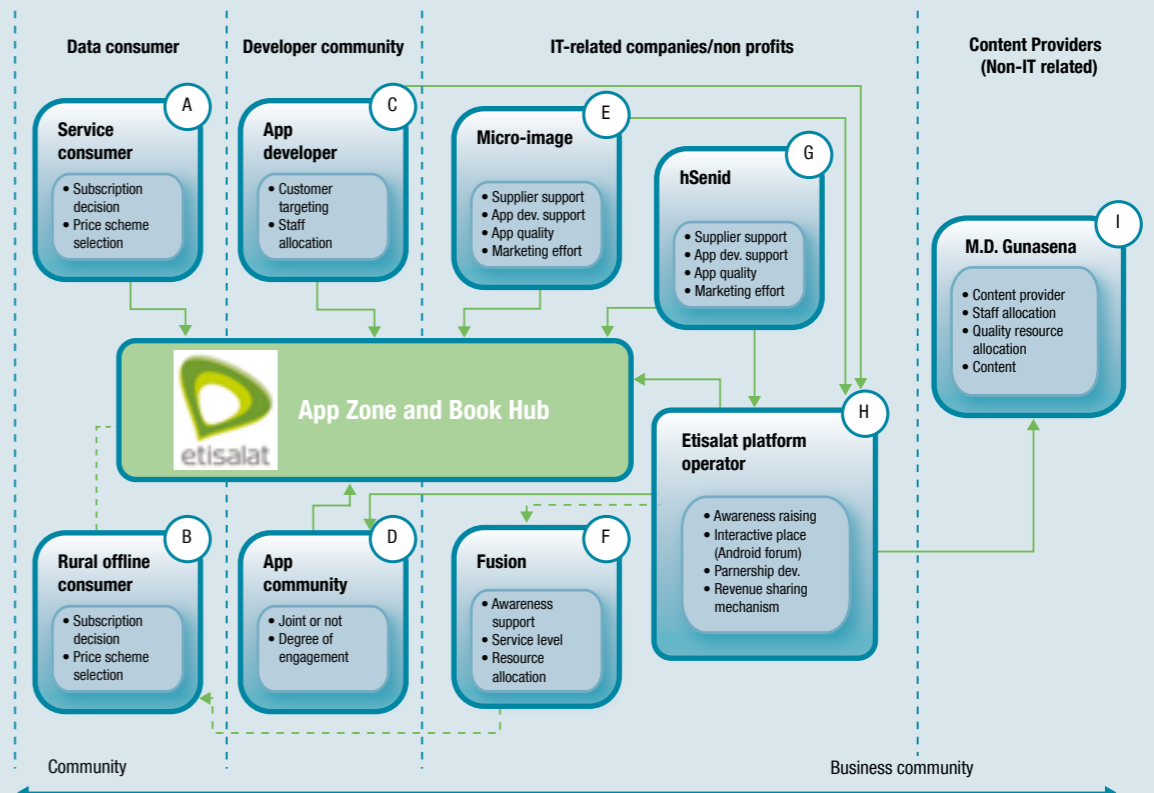 Data consumer
Developer community
IT-related companies/non profits
Content Providers
(Non-IT related)
A
Service
consumer
• Subscription
decision
• Price scheme
selection
C
App
developer
• Customer
targeting
• Staff
allocation
E
Micro-image
• Supplier support
• App dev. support
• App quality
• Marketing effort
G
hSenid
• Supplier support
• App dev. support
• App quality
• Marketing effort
I
M.D. Gunasena
• Content provider
• Staff allocation
• Quality resource
allocation
• Content
etisalat
App Zone and Book Hub
H
Etisalat platform
operator
• Awareness raising
• Interactive place
(Android forum)
• Parnership dev.
• Revenue sharing
mechanism
B
Rural offline
consumer
• Subscription
decision
• Price scheme
selection
D
App
community
• Joint or not
• Degree of
engagement
F
Fusion
• Awareness
support
• Service level
• Resource
allocation
Community
Business community